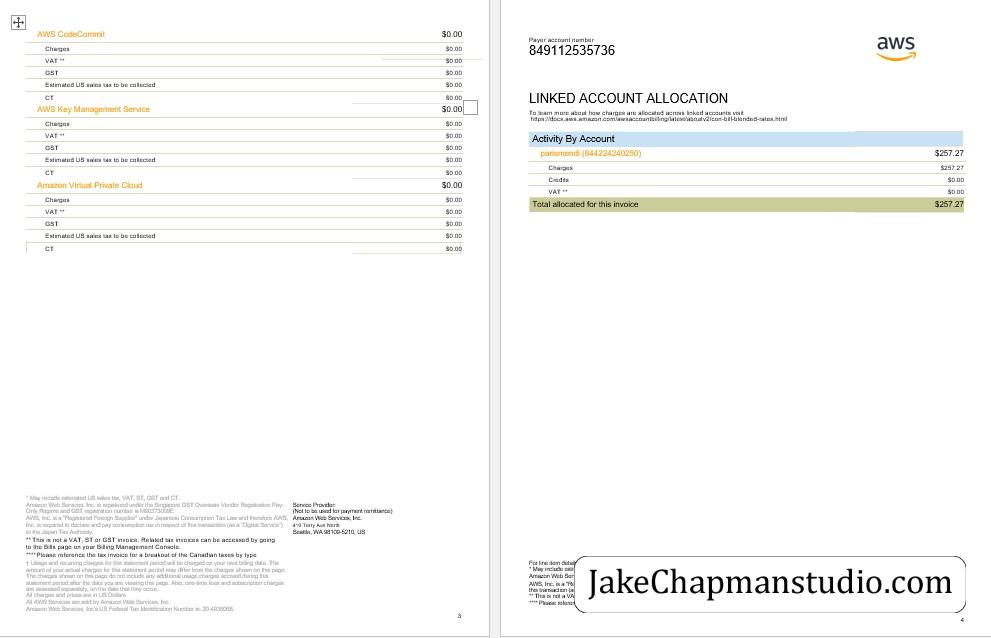 AWS CodeCommit $0.00
Charges $0.00
VAT ** $0.00
GST $0.00
Estimated US sales tax to be collected $0.00
CT $0.00
AWS Key Management Service $0.00
Charges $0.00
VAT ** $0.00
GST $0.00
Estimated US sales tax to be collected $0.00
CT $0.00
Amazon Virtual Private Cloud $0.00
Charges $0.00
VAT ** $0.00
GST $0.00
Estimated US sales tax to be collected $0.00
CT $0.00
* May include estimated US sales tax, VAT, ST, GST and CT.
Amazon Web Services, Inc. is registered under the Singapore GST Overseas Vendor Registration Pay-
Only Regime and GST registration number is M90373009E
AWS, Inc. is a "Registered Foreign Supplier" under Japanese Consumption Tax Law and therefore AWS,
Inc. is required to declare and pay consumption tax in respect of this transaction (as a "Digital Service")
to the Japan Tax Authority.
** This is not a VAT, ST or GST invoice. Related tax invoices can be accessed by going
to the Bills page on your Billing Management Console.
****Please reference the tax invoice for a breakout of the Canadian taxes by type
† Usage and recurring charges for this statement period will be charged on your next billing date. The
amount of your actual charges for this statement period may differ from the charges shown on this page.
The charges shown on this page do not include any additional usage charges accrued during this
statement period after the date you are viewing this page. Also, one-time fees and subscription charges
are assessed separately, on the date that they occur.
All charges and prices are in US Dollars
All AWS Services are sold by Amazon Web Services, Inc.
Amazon Web Services, Inc's US Federal Tax Identification Number is: 20-4938068.
Service Provider:
(Not to be used for payment remittance)
Amazon Web Services, Inc.
410 Terry Ave North
Seattle, WA 98109-5210, US
3
Payer account number
849112535736
aws
LINKED ACCOUNT ALLOCATION
To learn more about how charges are allocated across linked accounts visit
https://docs.aws.amazon.com/awsaccountbilling/latest/aboutv2/con-bill-blended-rates.html
Activity By Account
parismendi (844224240250) $257.27
Charges $257.27
Credits $0.00
VAT ** $0.00
Total allocated for this invoice $257.27
For line item detai
* May include esti
Amazon Web Ser
AWS, Inc. is a "Re
this transaction (a
** This is not a VA
**** Please referen
JakeChapmanstudio.com
4